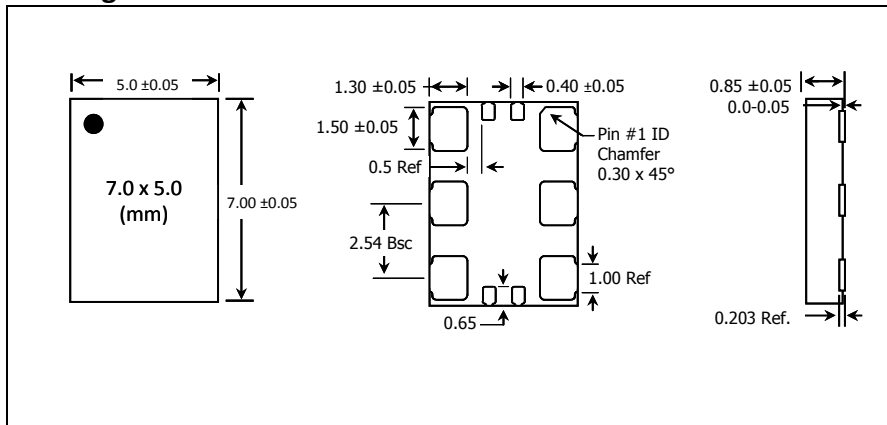 5.0 ±0.05
7.0 x 5.0
(mm)
7.00 ±0.05
1.30 ±0.05
0.40 ±0.05
1.50 ±0.05
0.5 Ref
2.54 Bsc
0.65
Pin #1 ID
Chamfer
0.30 x 45°
1.00 Ref
0.85 ±0.05
0.0-0.05
0.203 Ref.